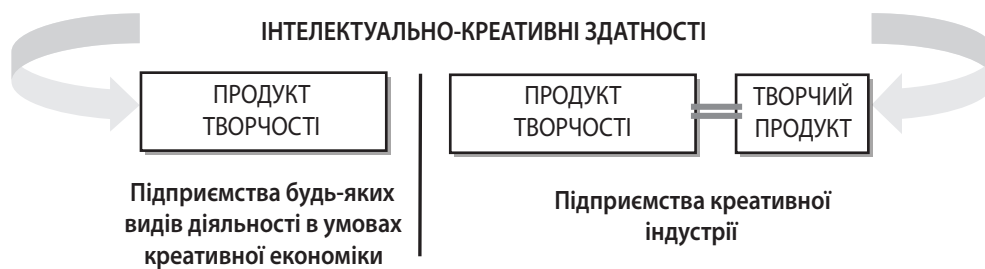 ІНТЕЛЕКТУАЛЬНО-КРЕАТИВНІ ЗДАТНОСТІ
ПРОДУКТ
ТВОРЧОСТІ
ПРОДУКТ
ТВОРЧОСТІ
ТВОРЧИЙ
ПРОДУКТ
Підприємства будь-яких
видів діяльності в умовах
креативної економіки
Підприємства креативної
індустрії